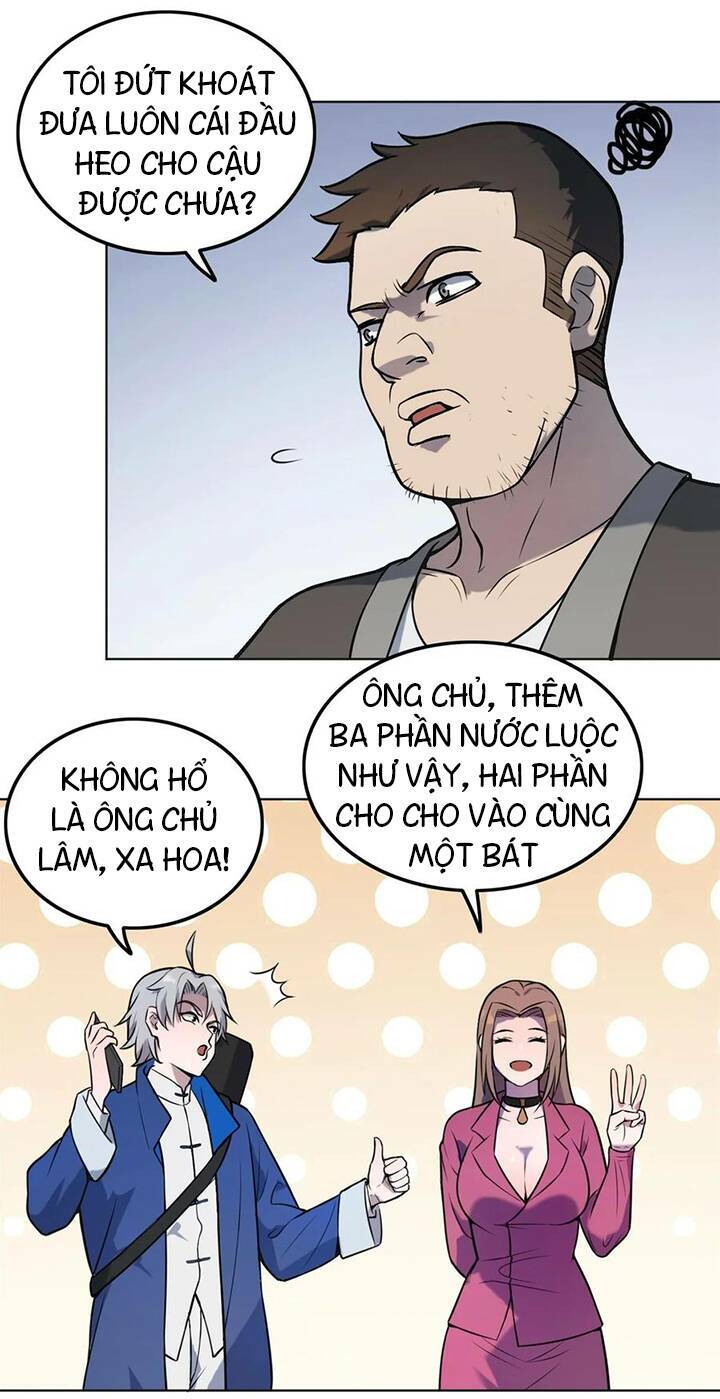 TÔI ĐỨT KHOÁT
ĐƯA LUÔN CÁI ĐẦU
HEO CHO CẬU
ĐƯỢC CHƯA?
ÔNG CHỦ, THÊM
BA PHẦN NƯỚC LUỘC
NHƯ VẬY, HAI PHẦN
CHO CHO VÀO CÙNG
MỘT BÁT
KHÔNG HỔ
LÀ ÔNG CHỦ
LÂM, XA HOA!